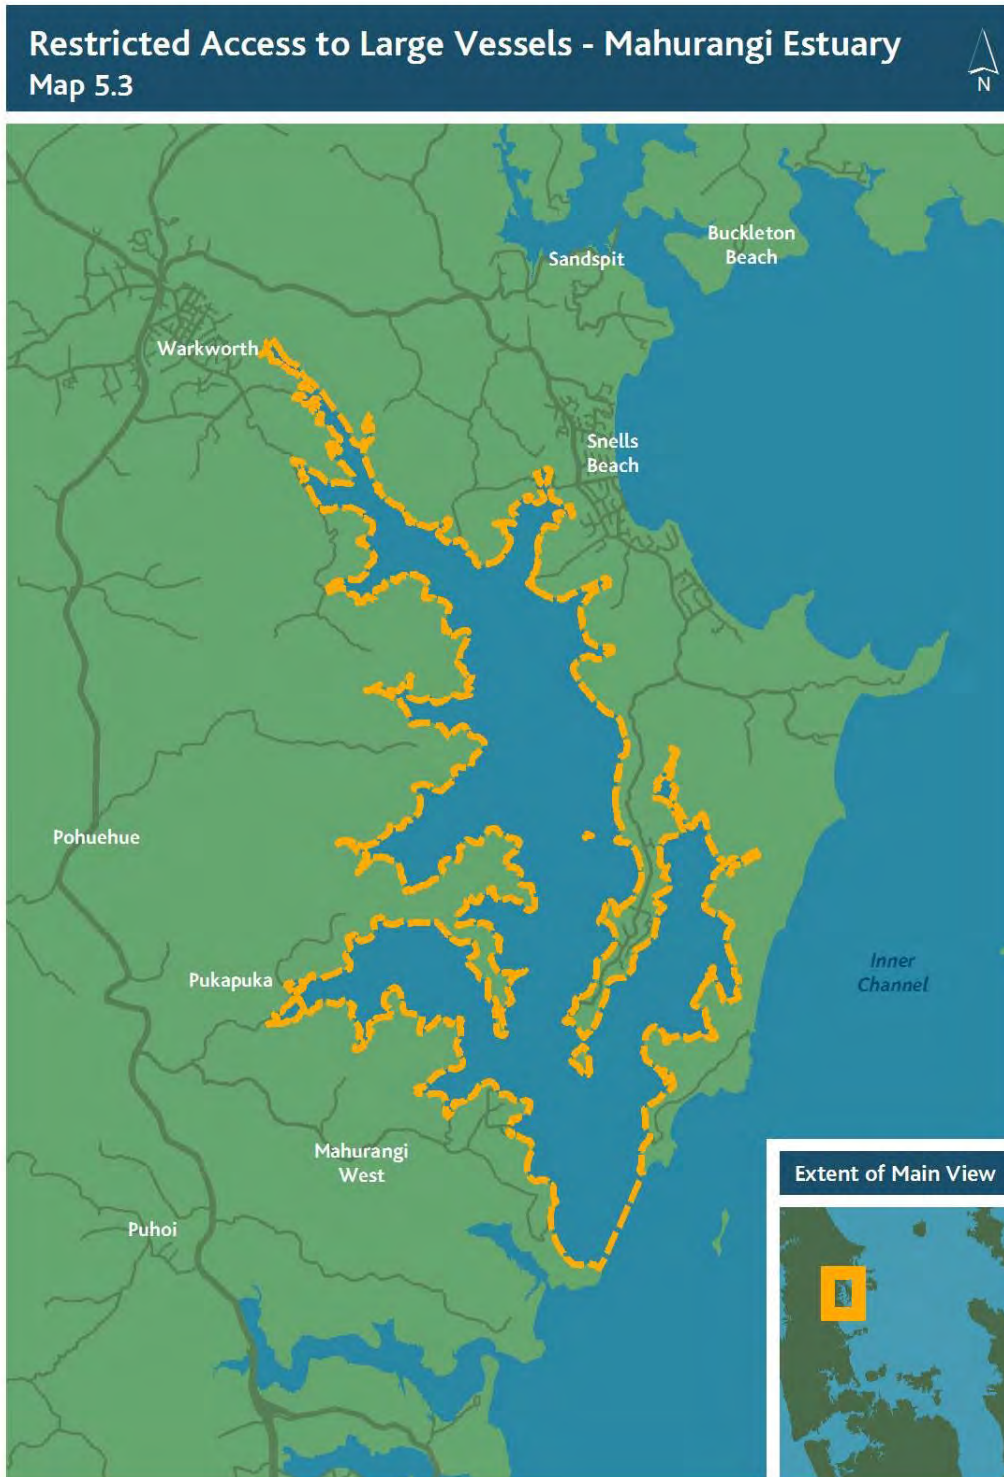 Restricted Access to Large Vessels - Mahurangi Estuary
Map 5.3
N
Buckleton
Beach
Sandspit
Warkworth
Snells
Beach
Pohuehue
Inner
Channel
Pukapuka
Mahurangi
West
Extent of Main View
Puhoi